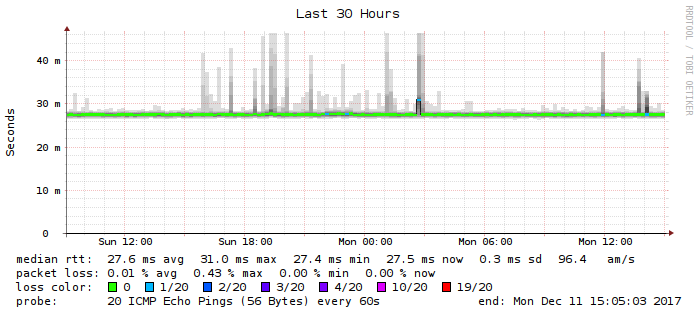 Last 30 Hours
RRDTOOL / TOBI OETIKER
Seconds
40 m
30 m
20 m
10 m
0
Sun 12:00 Sun 18:00 Mon 00:00 Mon 06:00 Mon 12:00
median rtt: 27.6 ms avg 31.0 ms max 27.4 ms min 27.5 ms now 0.3 ms sd 96.4 am/s
packet loss: 0.01 % avg 0.43 % max 0.00 % min 0.00 % now
loss color: 0 1/20 2/20 3/20 4/20 10/20 19/20
probe: 20 ICMP Echo Pings (56 Bytes) every 60s end: Mon Dec 11 15:05:03 2017